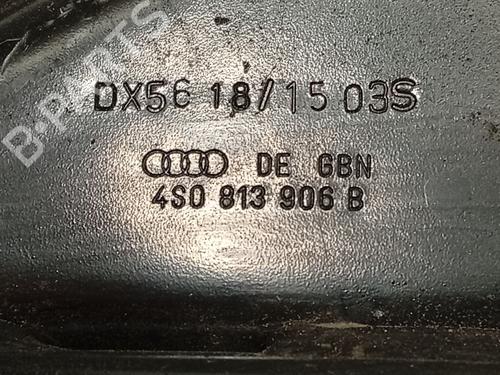 B-PARTS
DX56 18/15 03S
DE GBN
4S0 813 906 B